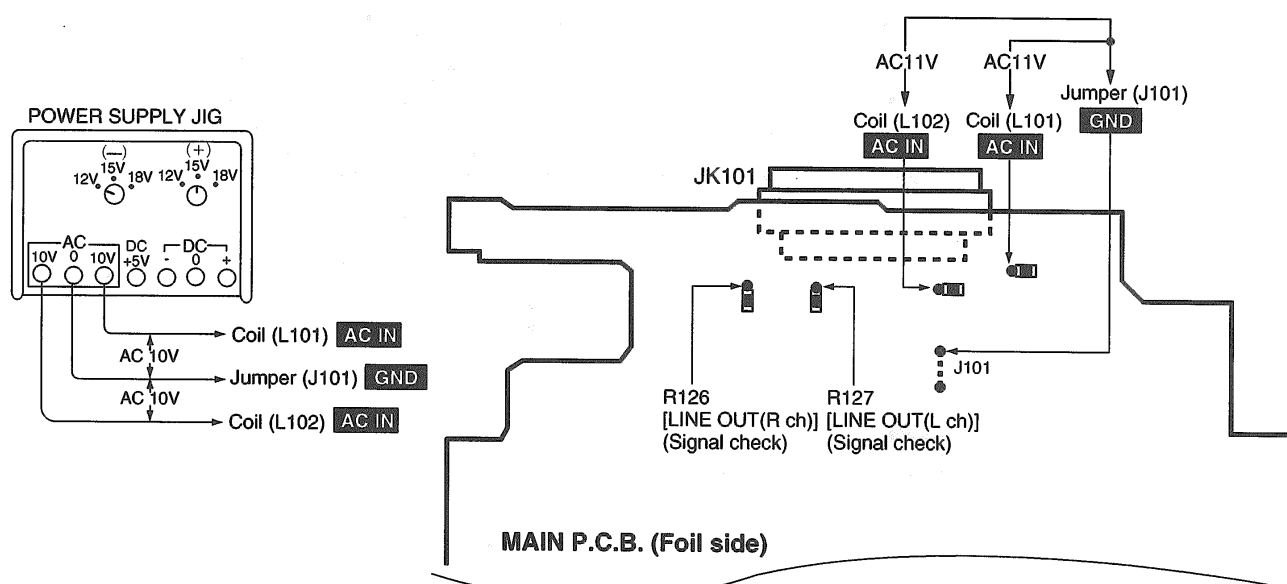 POWER SUPPLY JIG
(−) (+)
12V 15V 18V 12V 15V 18V
AC DC DC
10V 0 10V +5V - 0 +
Coil (L101) AC IN
AC 10V
Jumper (J101) GND
AC 10V
Coil (L102) AC IN
AC11V AC11V
Jumper (J101)
GND
Coil (L102) Coil (L101)
AC IN AC IN
JK101
J101
R126 R127
[LINE OUT(R ch)] [LINE OUT(L ch)]
(Signal check) (Signal check)
MAIN P.C.B. (Foil side)